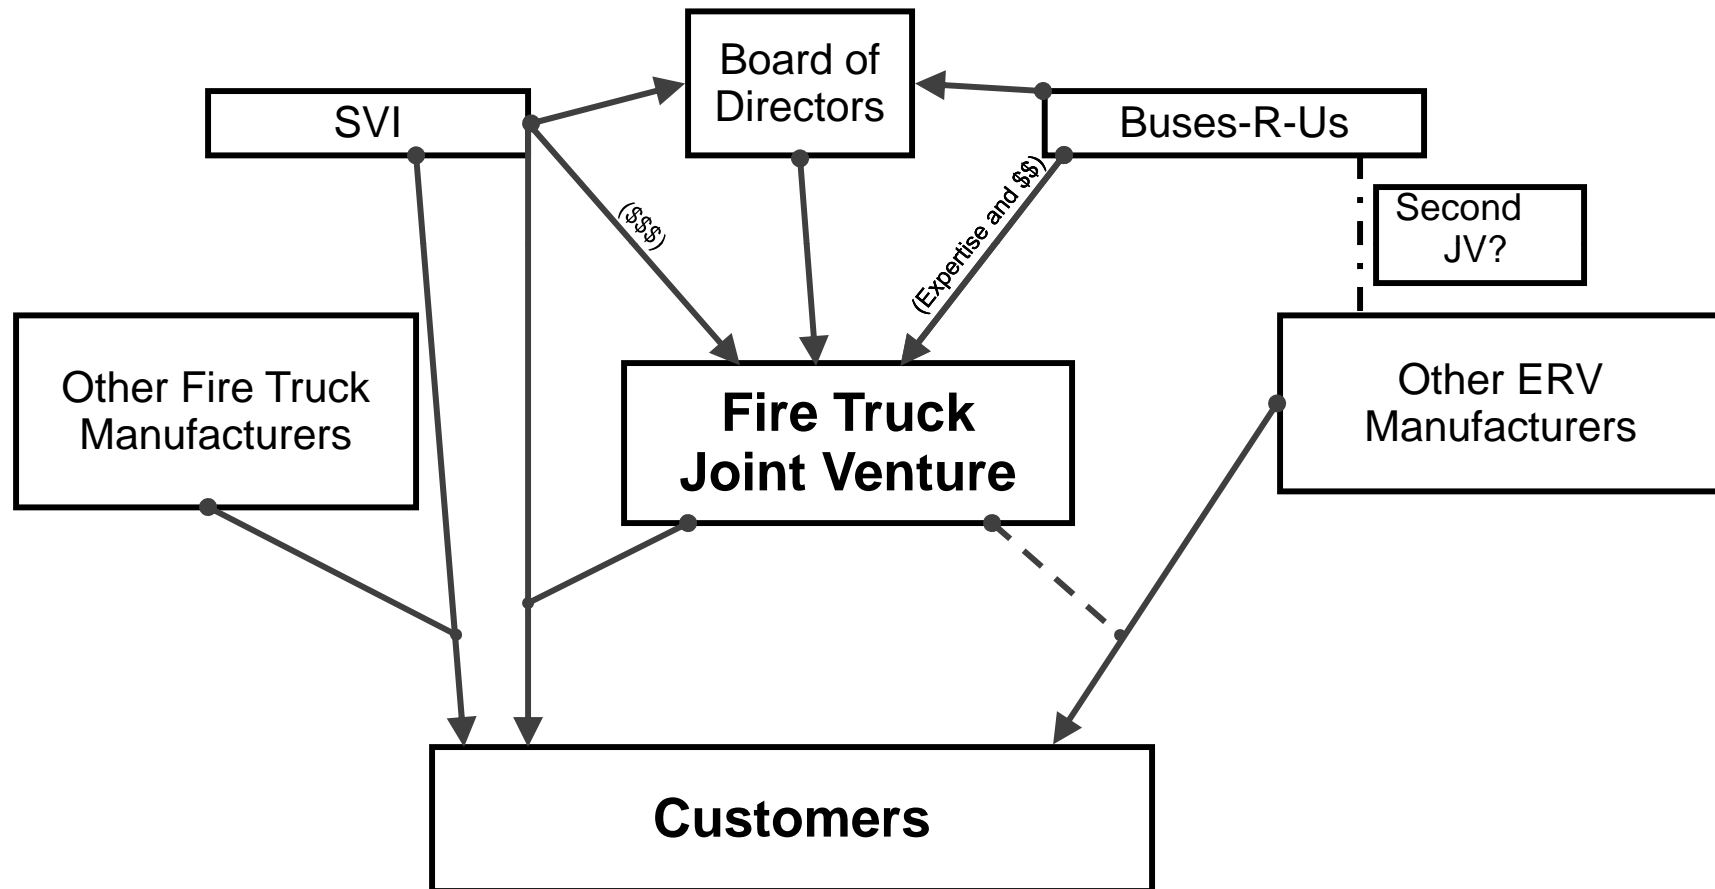 Board of
Directors
SVI
Buses-R-Us
($$$)
(Expertise and $$)
Second
JV?
Other Fire Truck
Manufacturers
Fire Truck
Joint Venture
Other ERV
Manufacturers
Customers